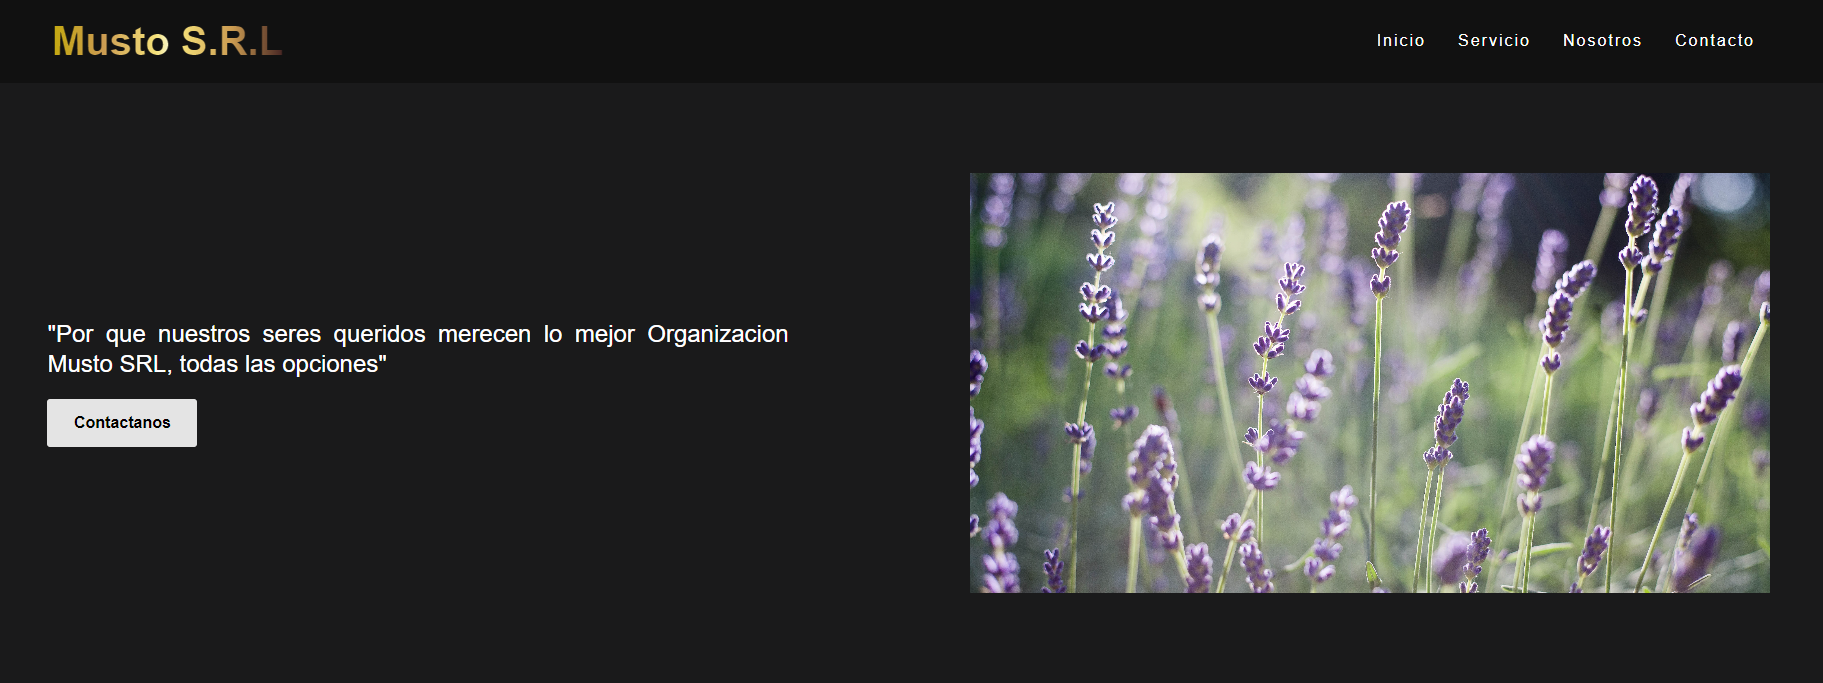 Musto S.R.L
Inicio Servicio Nosotros Contacto
"Por que nuestros seres queridos merecen lo mejor Organizacion
Musto SRL, todas las opciones"
Contactanos